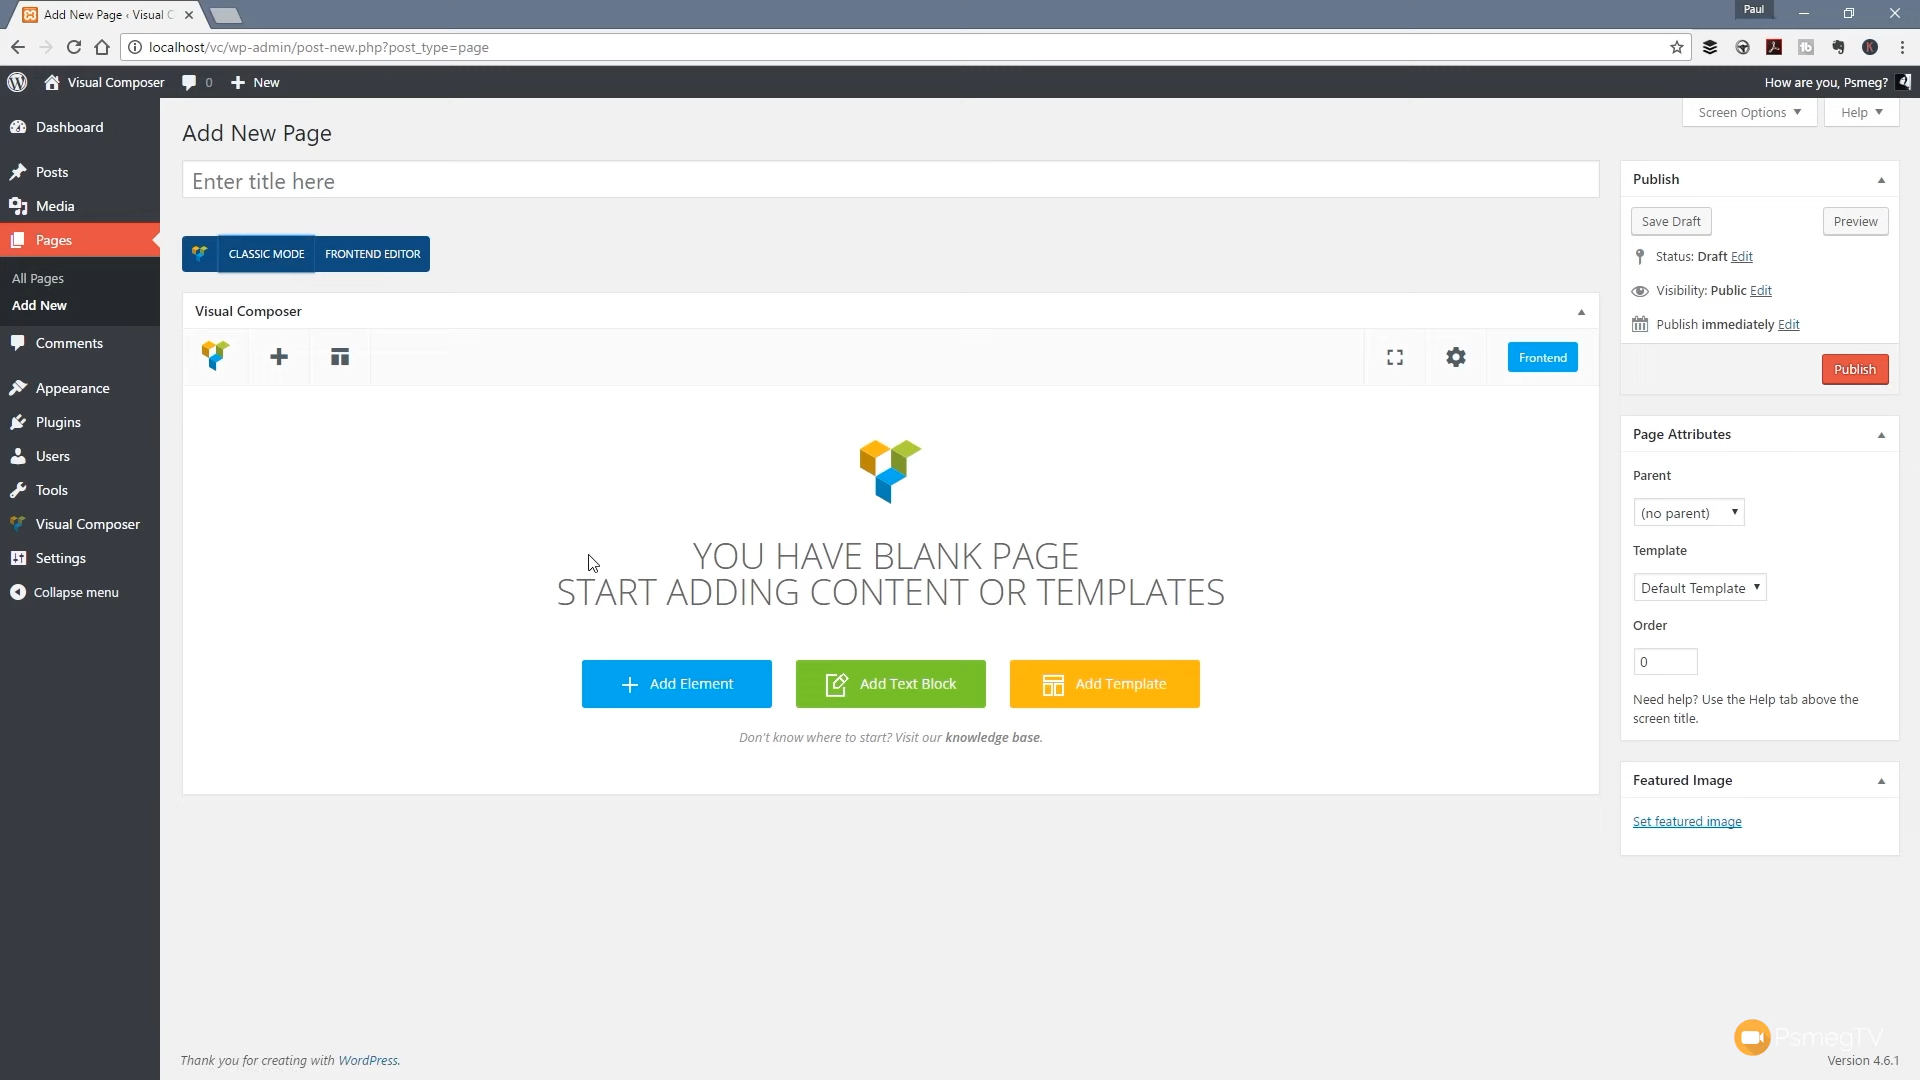 Add New Page ‹ Visual C
Paul
localhost/vc/wp-admin/post-new.php?post_type=page
Visual Composer
0
New
How are you, Psmeg?
Dashboard
Posts
Media
Pages
All Pages
Add New
Comments
Appearance
Plugins
Users
Tools
Visual Composer
Settings
Collapse menu
Add New Page
Screen Options
Help
Enter title here
CLASSIC MODE
FRONTEND EDITOR
Visual Composer
Frontend
YOU HAVE BLANK PAGE
START ADDING CONTENT OR TEMPLATES
Add Element
Add Text Block
Add Template
Don't know where to start? Visit our knowledge base.
Publish
Save Draft
Preview
Status: Draft Edit
Visibility: Public Edit
Publish immediately Edit
Publish
Page Attributes
Parent
(no parent)
Template
Default Template
Order
0
Need help? Use the Help tab above the
screen title.
Featured Image
Set featured image
PsmegTV
Thank you for creating with WordPress.
Version 4.6.1